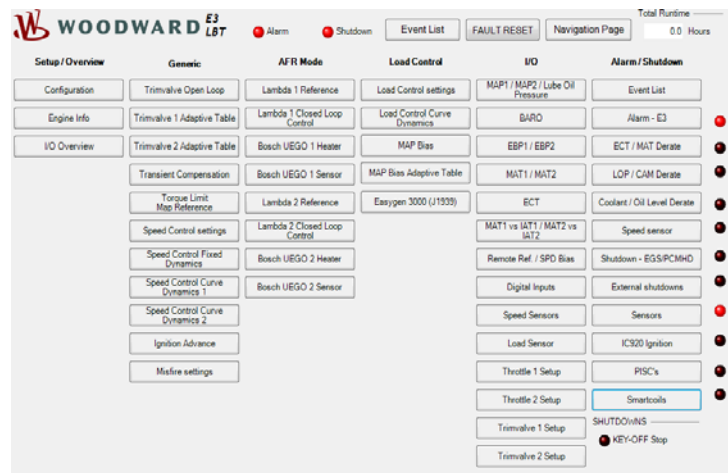 Total Runtime
WOODWARD E3 LBT
Alarm
Shutdown
Event List
FAULT RESET
Navigation Page
0.0 Hours
Setup / Overview
Generic
AFR Mode
Load Control
I/O
Alarm / Shutdown
Configuration
Trimvalve Open Loop
Lambda 1 Reference
Load Control settings
MAP1 / MAP2 / Lube Oil
Pressure
Event List
Engine Info
Trimvalve 1 Adaptive Table
Lambda 1 Closed Loop
Control
Load Control Curve
Dynamics
BARO
Alarm - E3
I/O Overview
Trimvalve 2 Adaptive Table
Bosch UEGO 1 Heater
MAP Bias
EBP1 / EBP2
ECT / MAT Derate
Transient Compensation
Bosch UEGO 1 Sensor
MAP Bias Adaptive Table
MAT1 / MAT2
LOP / CAM Derate
Torque Limit
Map Reference
Lambda 2 Reference
Easygen 3000 (J1939)
ECT
Coolant / Oil Level Derate
Speed Control settings
Lambda 2 Closed Loop
Control
MAT1 vs IAT1 / MAT2 vs
IAT2
Speed sensor
Speed Control Fixed
Dynamics
Bosch UEGO 2 Heater
Remote Ref. / SPD Bias
Shutdown - EGS/PCMHD
Speed Control Curve
Dynamics 1
Bosch UEGO 2 Sensor
Digital Inputs
External shutdowns
Speed Control Curve
Dynamics 2
Speed Sensors
Sensors
Ignition Advance
Load Sensor
IC920 Ignition
Misfire settings
Throttle 1 Setup
PISC's
Throttle 2 Setup
Smartcoils
Trimvalve 1 Setup
SHUTDOWNS
KEY-OFF Stop
Trimvalve 2 Setup